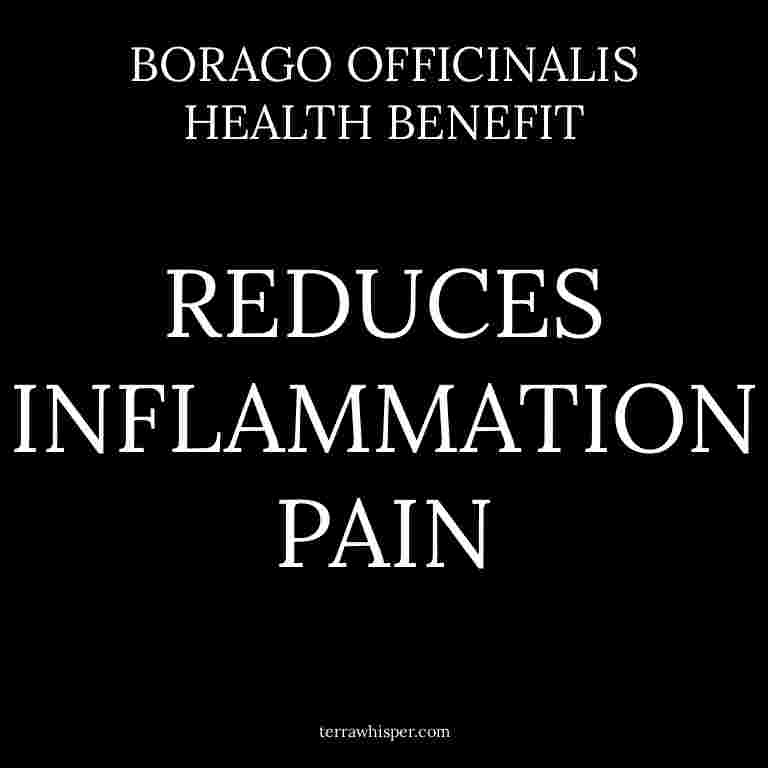 BORAGO OFFICINALIS
HEALTH BENEFIT
REDUCES
INFLAMMATION
PAIN
terrawhisper.com